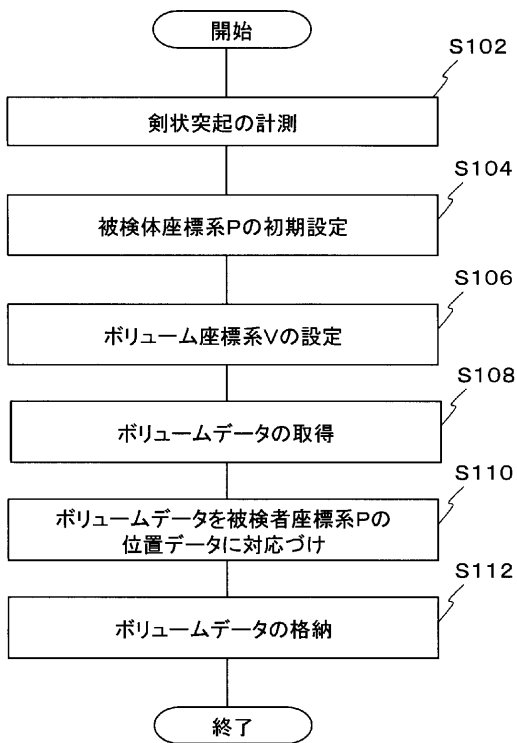 開始
S102
剣状突起の計測
S104
被検体座標系Pの初期設定
S106
ボリューム座標系Vの設定
S108
ボリュームデータの取得
S110
ボリュームデータを被検者座標系Pの
位置データに対応づけ
S112
ボリュームデータの格納
終了